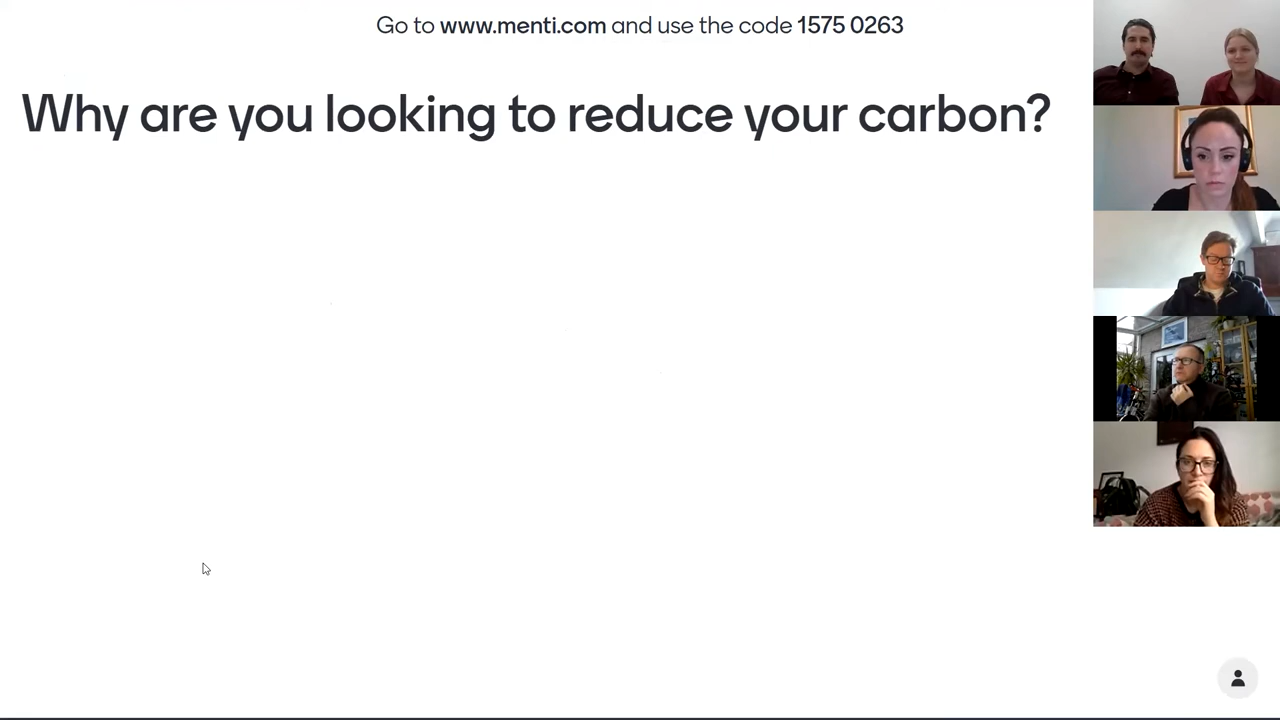 Go to www.menti.com and use the code 1575 0263
Why are you looking to reduce your carbon?